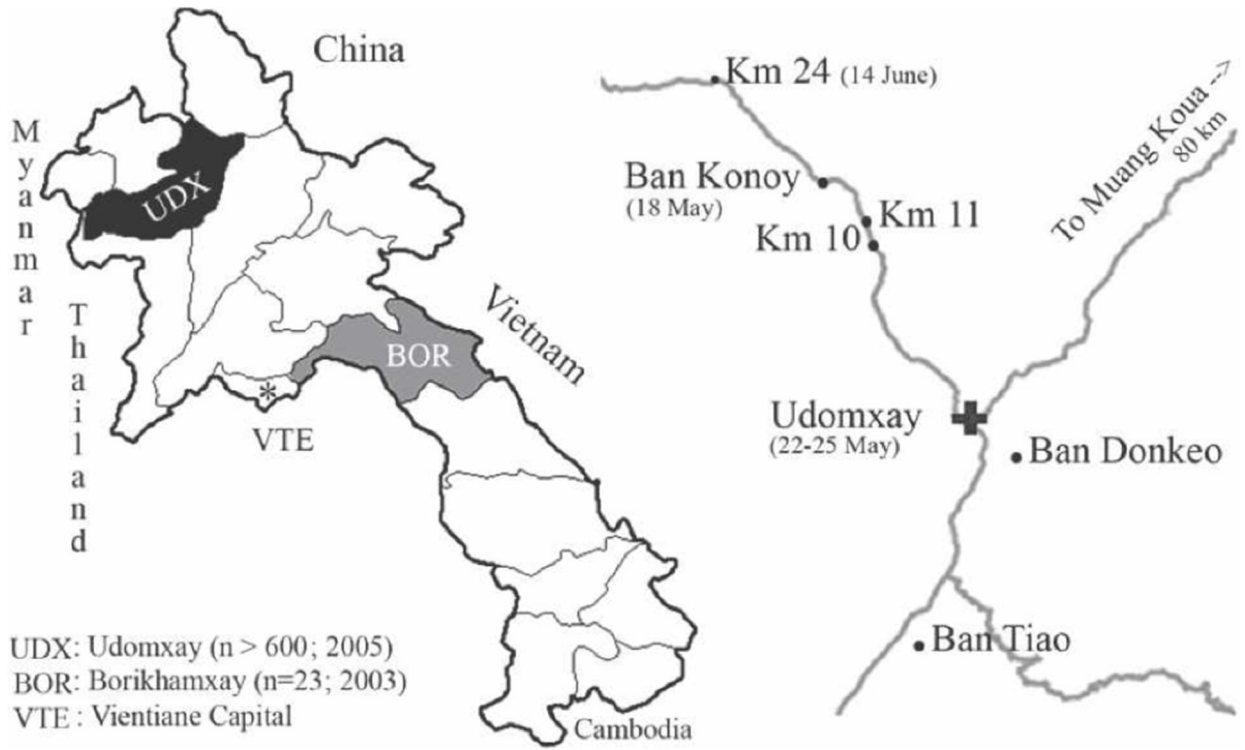 China
Myanmar
UDX
Thailand
Vietnam
BOR
*
VTE
UDX: Udomxay (n > 600; 2005)
BOR: Borikhamxay (n=23; 2003)
VTE : Vientiane Capital
Cambodia
Km 24 (14 June)
To Muang Koua -->
80 km
Ban Konoy
(18 May)
Km 11
Km 10
Udomxay
(22-25 May)
Ban Donkeo
Ban Tiao